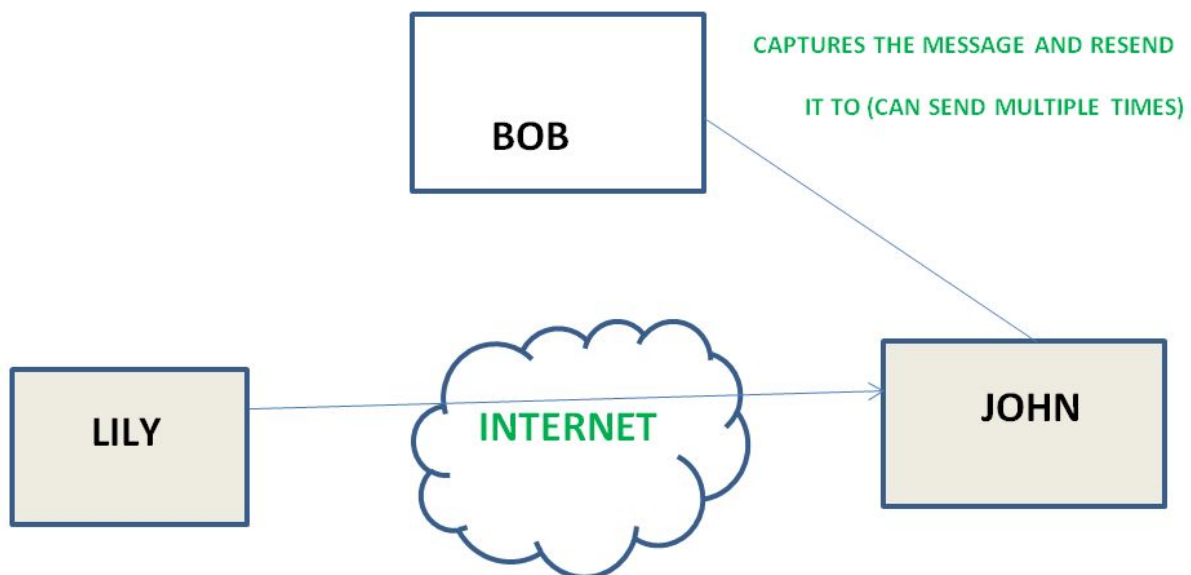 CAPTURES THE MESSAGE AND RESEND
IT TO (CAN SEND MULTIPLE TIMES)
BOB
LILY
INTERNET
JOHN